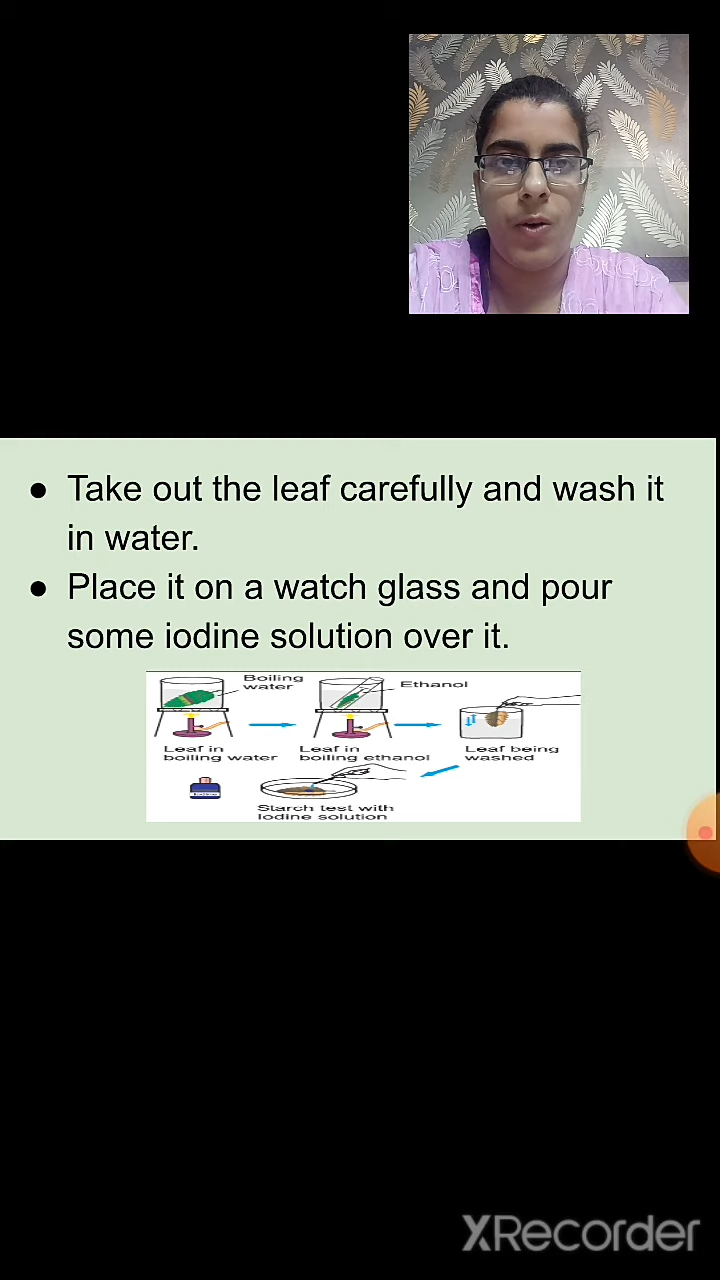 ● Take out the leaf carefully and wash it
in water.
● Place it on a watch glass and pour
some iodine solution over it.
Boiling
water
Ethanol
Leaf in
boiling water
Leaf in
boiling ethanol
Leaf being
washed
Starch test with
Iodine solution
XRecorder